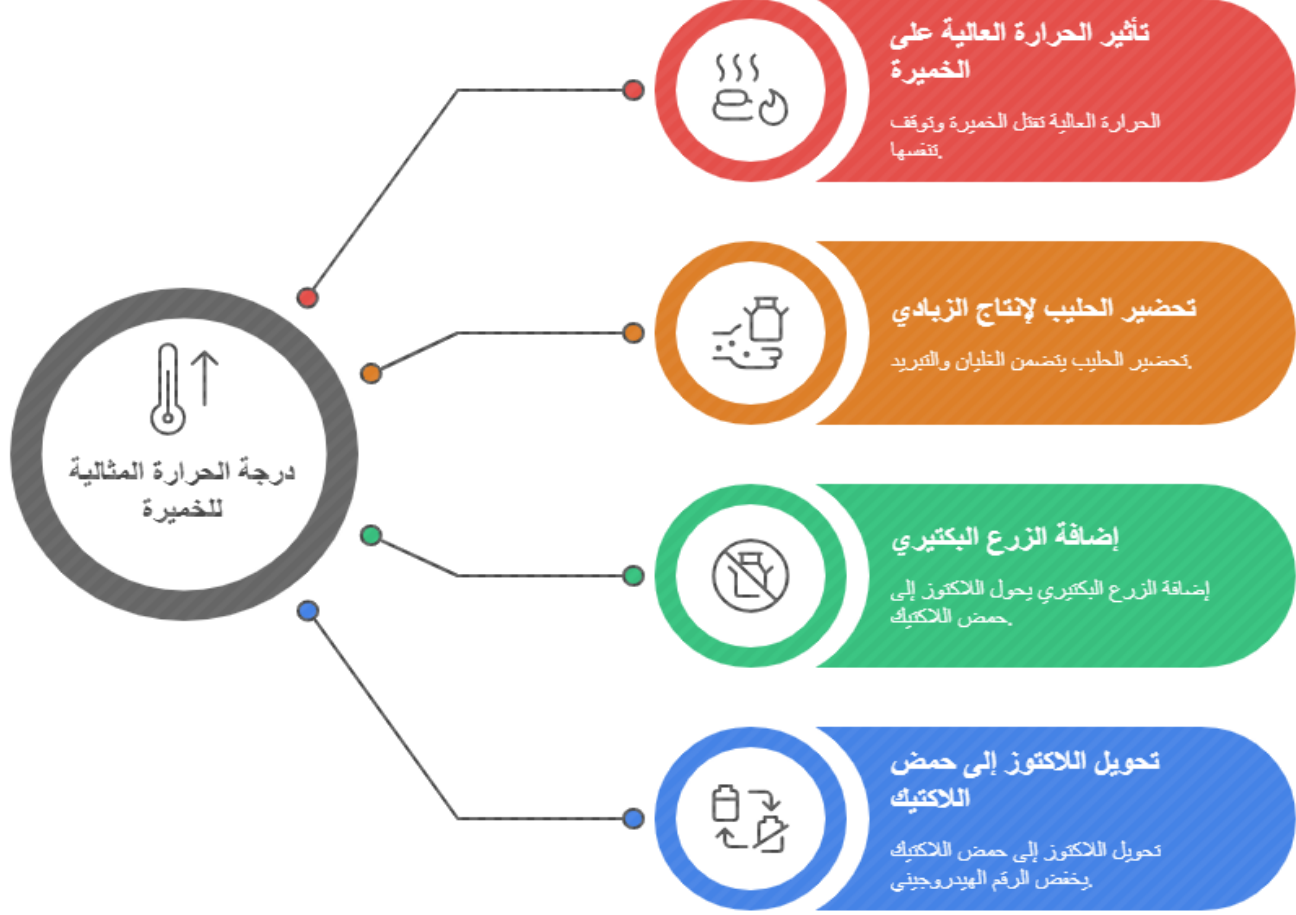 تأثير الحرارة العالية على
الخميرة
الحرارة العالية تقتل الخميرة وتوقف
تنفسها.
تحضير الحليب لإنتاج الزبادي
تحضير الحليب يتضمن الغليان والتبريد.
درجة الحرارة المثالية
للخميرة
إضافة الزرع البكتيري
إضافة الزرع البكتيري يحول اللاكتوز إلى
حمض اللاكتيك.
تحويل اللاكتوز إلى حمض
اللاكتيك
تحويل اللاكتوز إلى حمض اللاكتيك
يخفض الرقم الهيدروجيني.